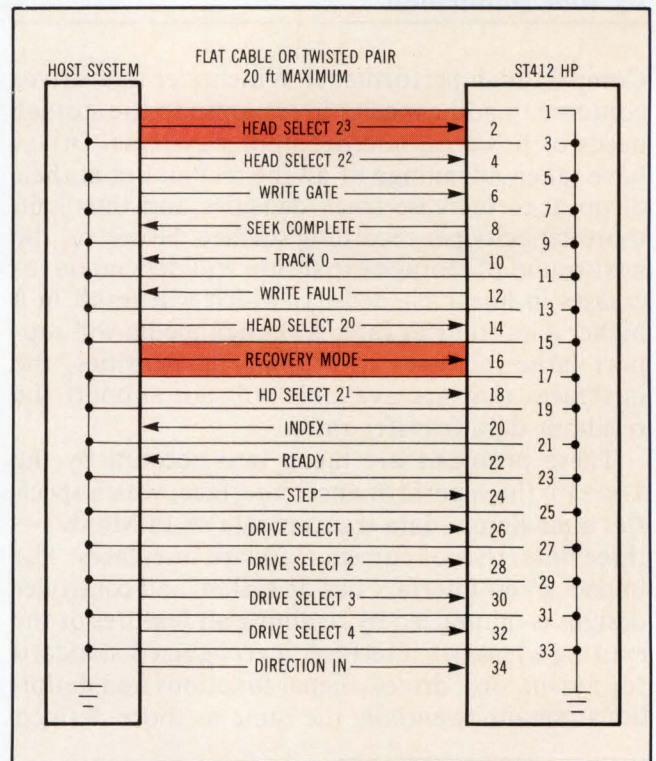 FLAT CABLE OR TWISTED PAIR
20 ft MAXIMUM
HOST SYSTEM
ST412 HP
1
HEAD SELECT 2³ 2
3
HEAD SELECT 2² 4
5
WRITE GATE 6
SEEK COMPLETE 8
9
TRACK 0 10
11
WRITE FAULT 12
13
HEAD SELECT 2⁰ 14
15
RECOVERY MODE 16
17
HD SELECT 2¹ 18
19
INDEX 20
21
READY 22
23
STEP 24
25
DRIVE SELECT 1 26
27
DRIVE SELECT 2 28
29
DRIVE SELECT 3 30
31
DRIVE SELECT 4 32
33
DIRECTION IN 34